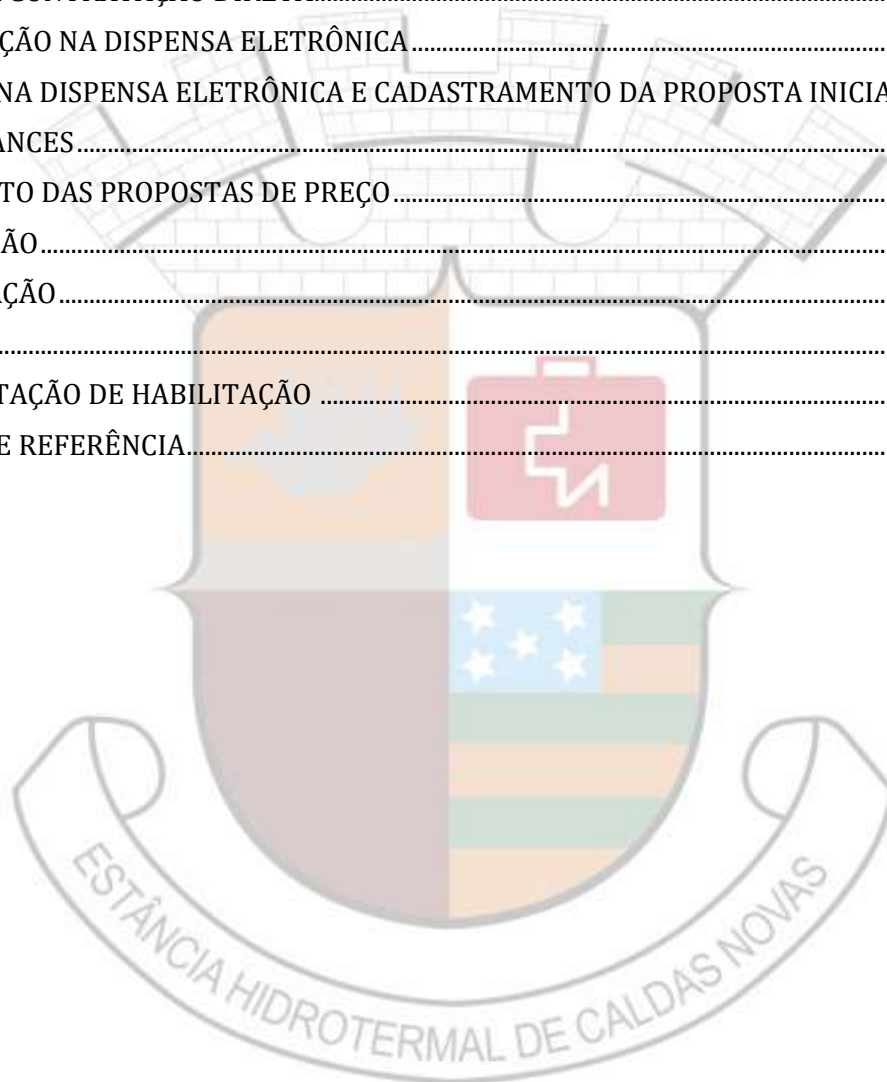 ÇÃO NA DISPENSA ELETRÔNICA
NA DISPENSA ELETRÔNICA E CADASTRAMENTO DA PROPOSTA INICIA
ANCES
TO DAS PROPOSTAS DE PREÇO
ÃO
AÇÃO
TAÇÃO DE HABILITAÇÃO
E REFERÊNCIA
ESTÂNCIA HIDROTERMAL DE CALDAS NOVAS